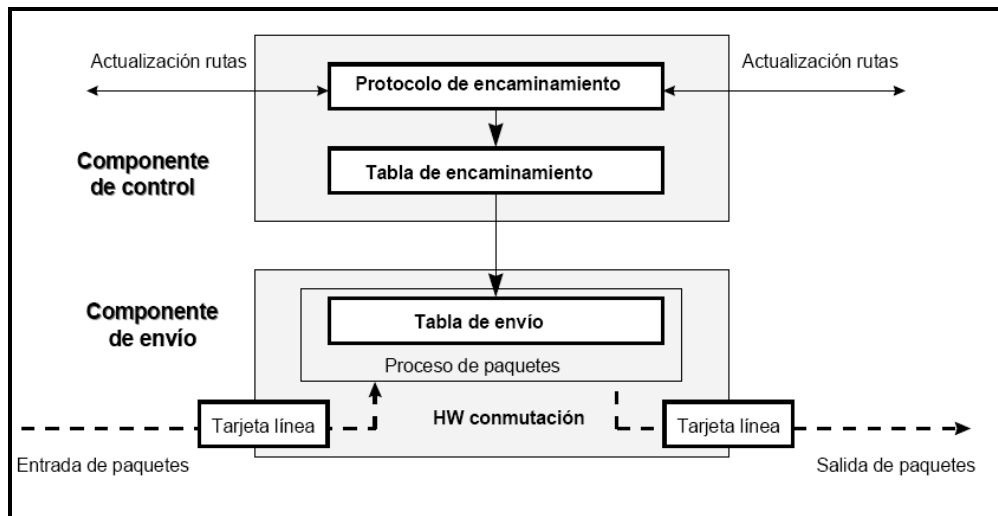 Actualización rutas
Actualización rutas
Protocolo de encaminamiento
Componente
de control
Tabla de encaminamiento
Componente
de envío
Tabla de envío
Proceso de paquetes
Tarjeta línea
HW conmutación
Tarjeta línea
Entrada de paquetes
Salida de paquetes